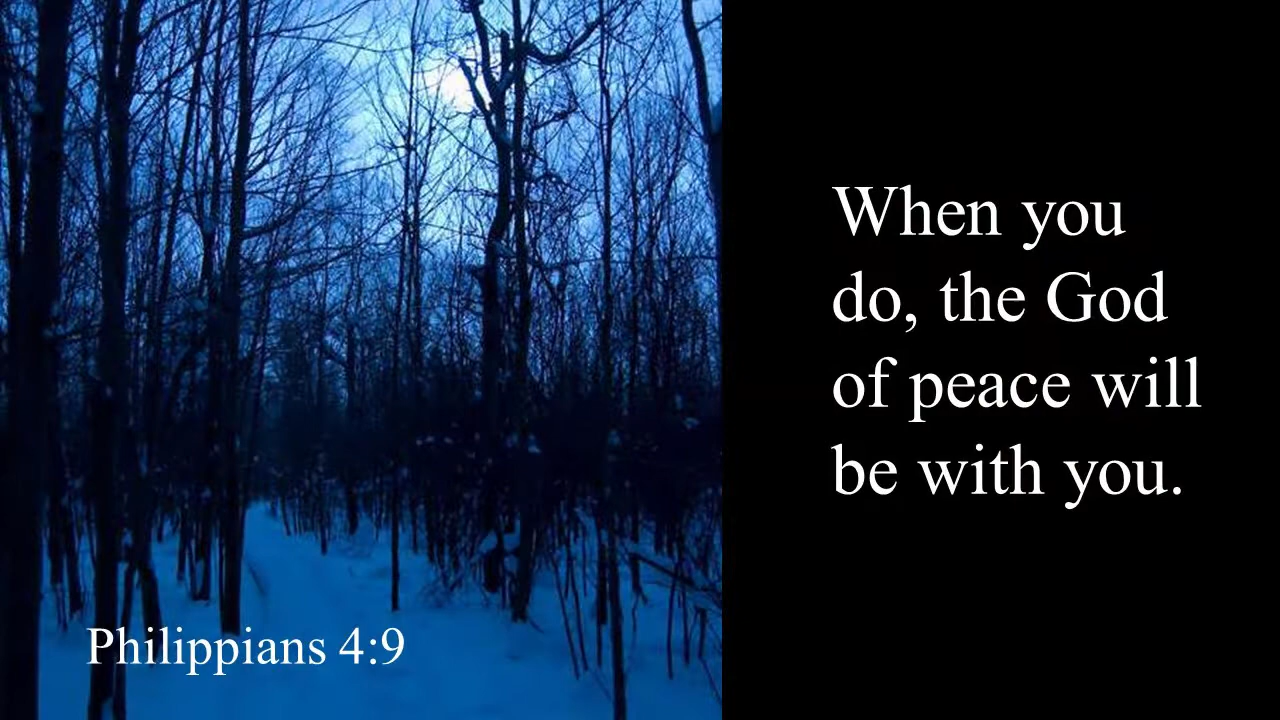 When you
do, the God
of peace will
be with you.
Philippians 4:9